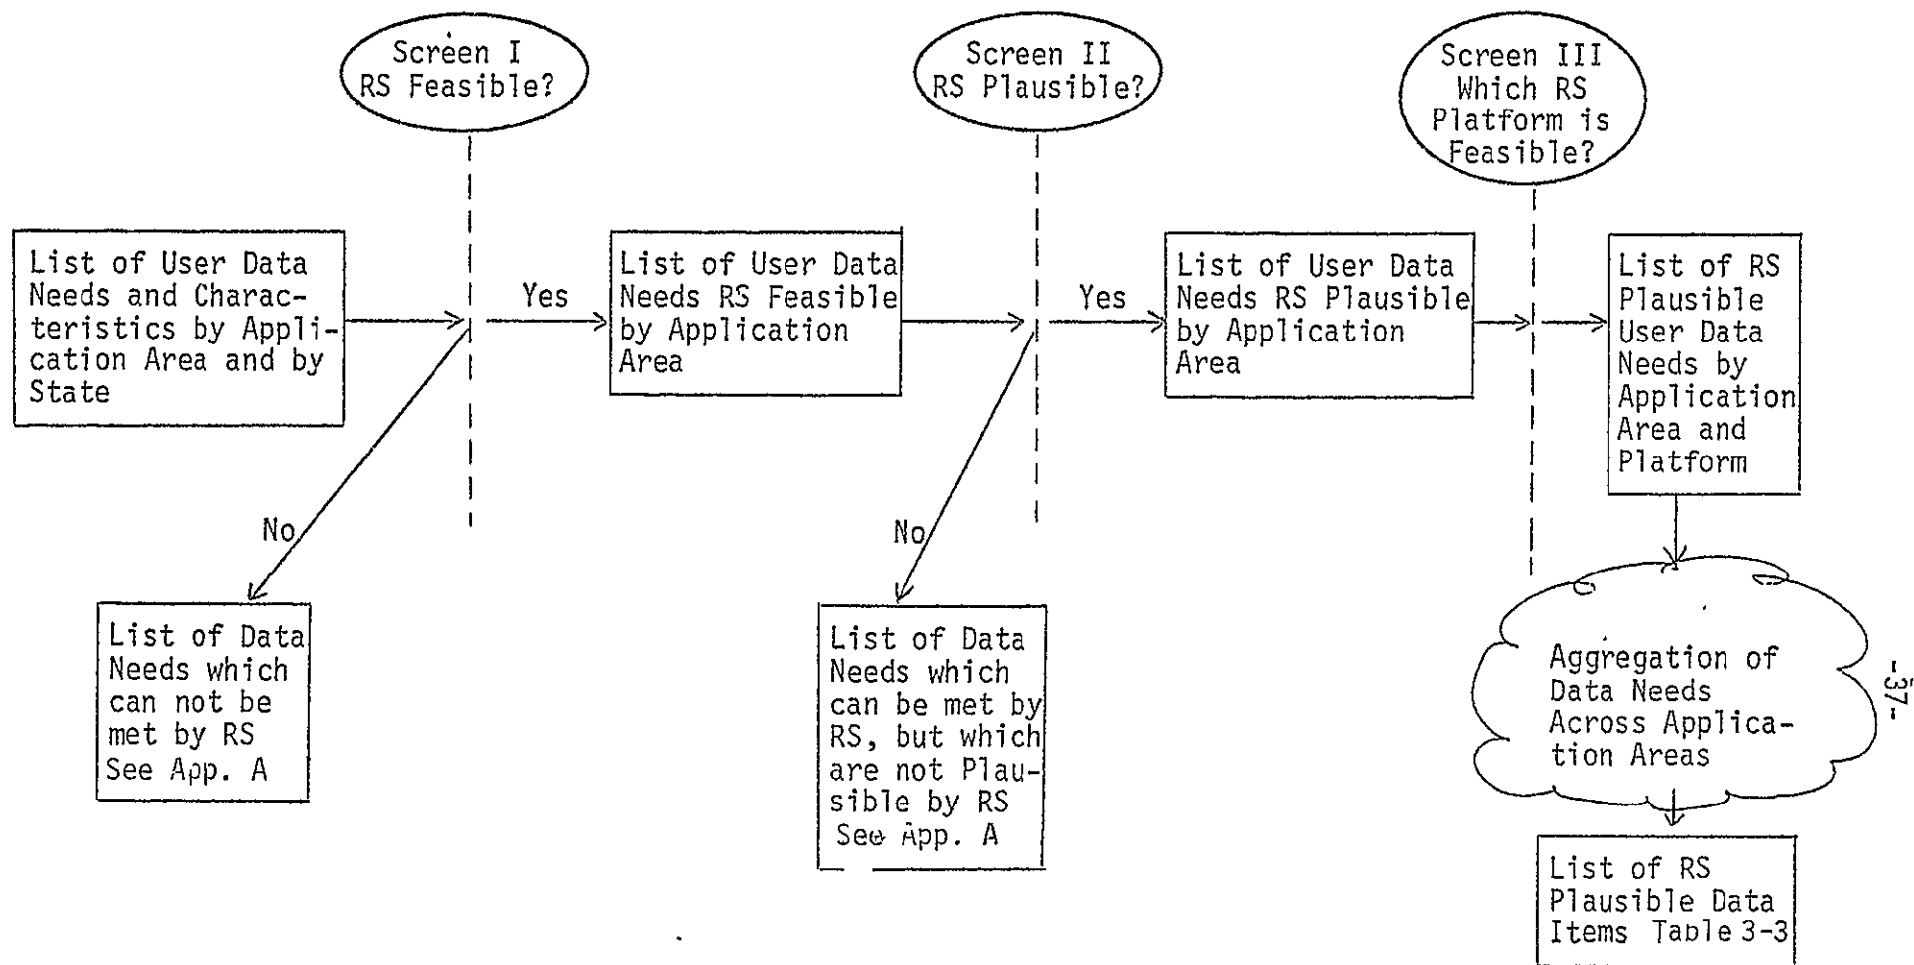 Screen I
RS Feasible?
Screen II
RS Plausible?
Screen III
Which RS
Platform is
Feasible?
List of User Data
Needs and Charac-
teristics by Appli-
cation Area and by
State
Yes
List of User Data
Needs RS Feasible
by Application
Area
Yes
List of User Data
Needs RS Plausible
by Application
Area
List of RS
Plausible
User Data
Needs by
Application
Area and
Platform
No
No
List of Data
Needs which
can not be
met by RS
See App. A
List of Data
Needs which
can be met by
RS, but which
are not Plau-
sible by RS
See App. A
Aggregation of
Data Needs
Across Applica-
tion Areas
-37-
List of RS
Plausible Data
Items Table 3-3